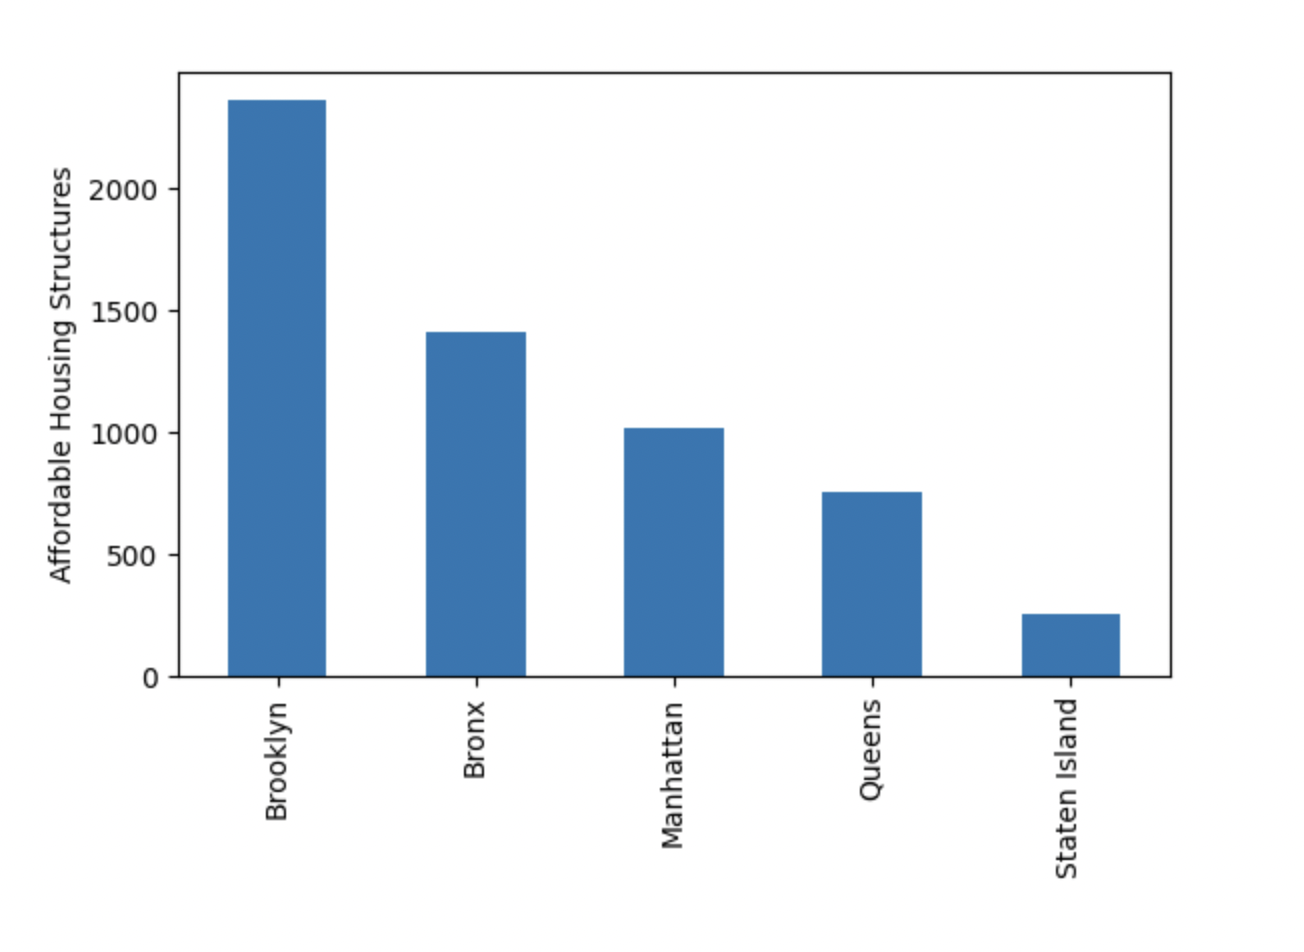 Affordable Housing Structures
2000
1500
1000
500
0
Brooklyn
Bronx
Manhattan
Queens
Staten Island